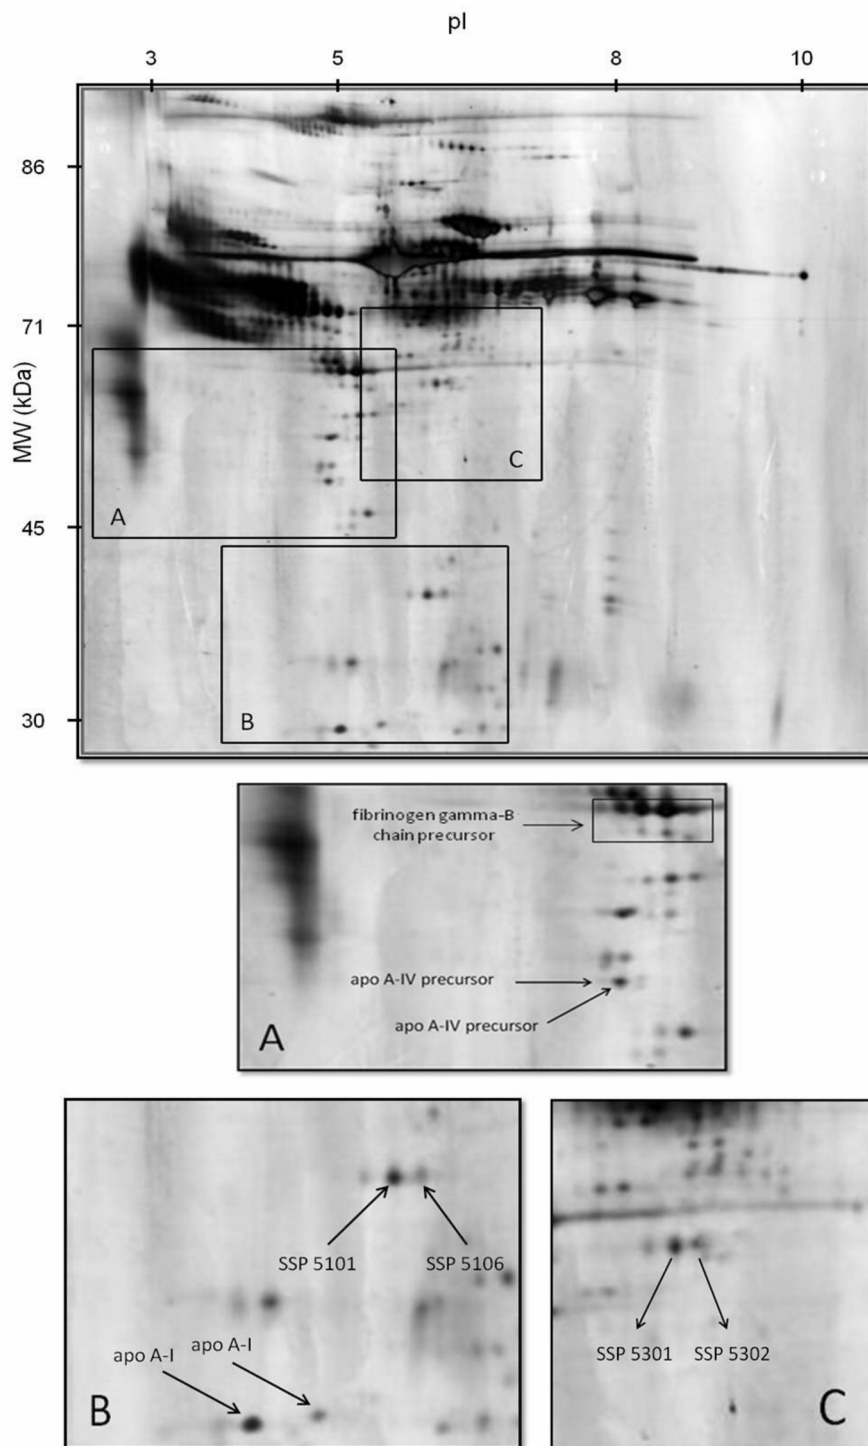 pI
3 5 8 10
86
71
MW (kDa)
45
30
A
C
B
fibrinogen gamma-B
chain precursor
apo A-IV precursor
apo A-IV precursor
A
SSP 5101 SSP 5106
apo A-I apo A-I
B
SSP 5301 SSP 5302
C